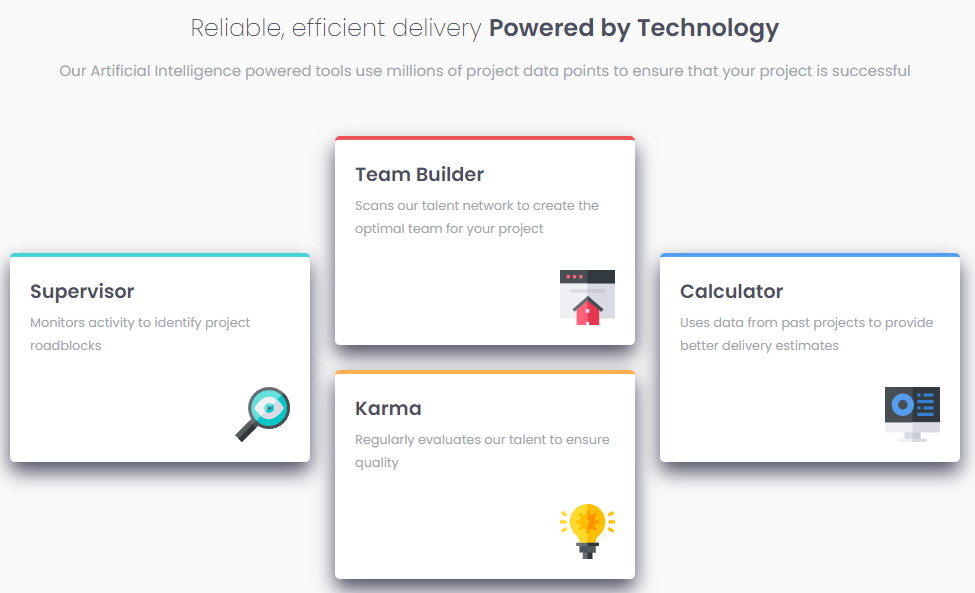 Reliable, efficient delivery Powered by Technology
Our Artificial Intelligence powered tools use millions of project data points to ensure that your project is successful
Supervisor
Monitors activity to identify project
roadblocks
Team Builder
Scans our talent network to create the
optimal team for your project
Karma
Regularly evaluates our talent to ensure
quality
Calculator
Uses data from past projects to provide
better delivery estimates